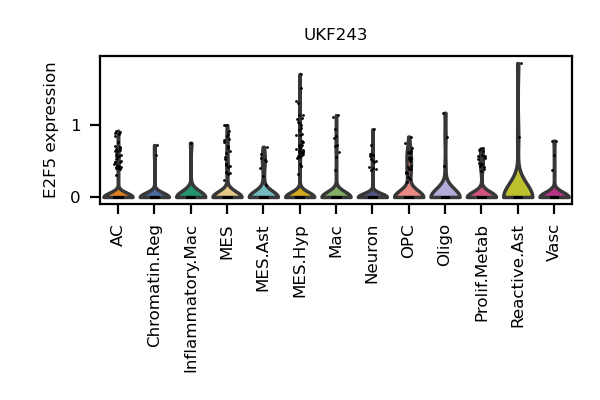 UKF243
E2F5 expression
1
0
AC
Chromatin.Reg
Inflammatory.Mac
MES
MES.Ast
MES.Hyp
Mac
Neuron
OPC
Oligo
Prolif.Metab
Reactive.Ast
Vasc